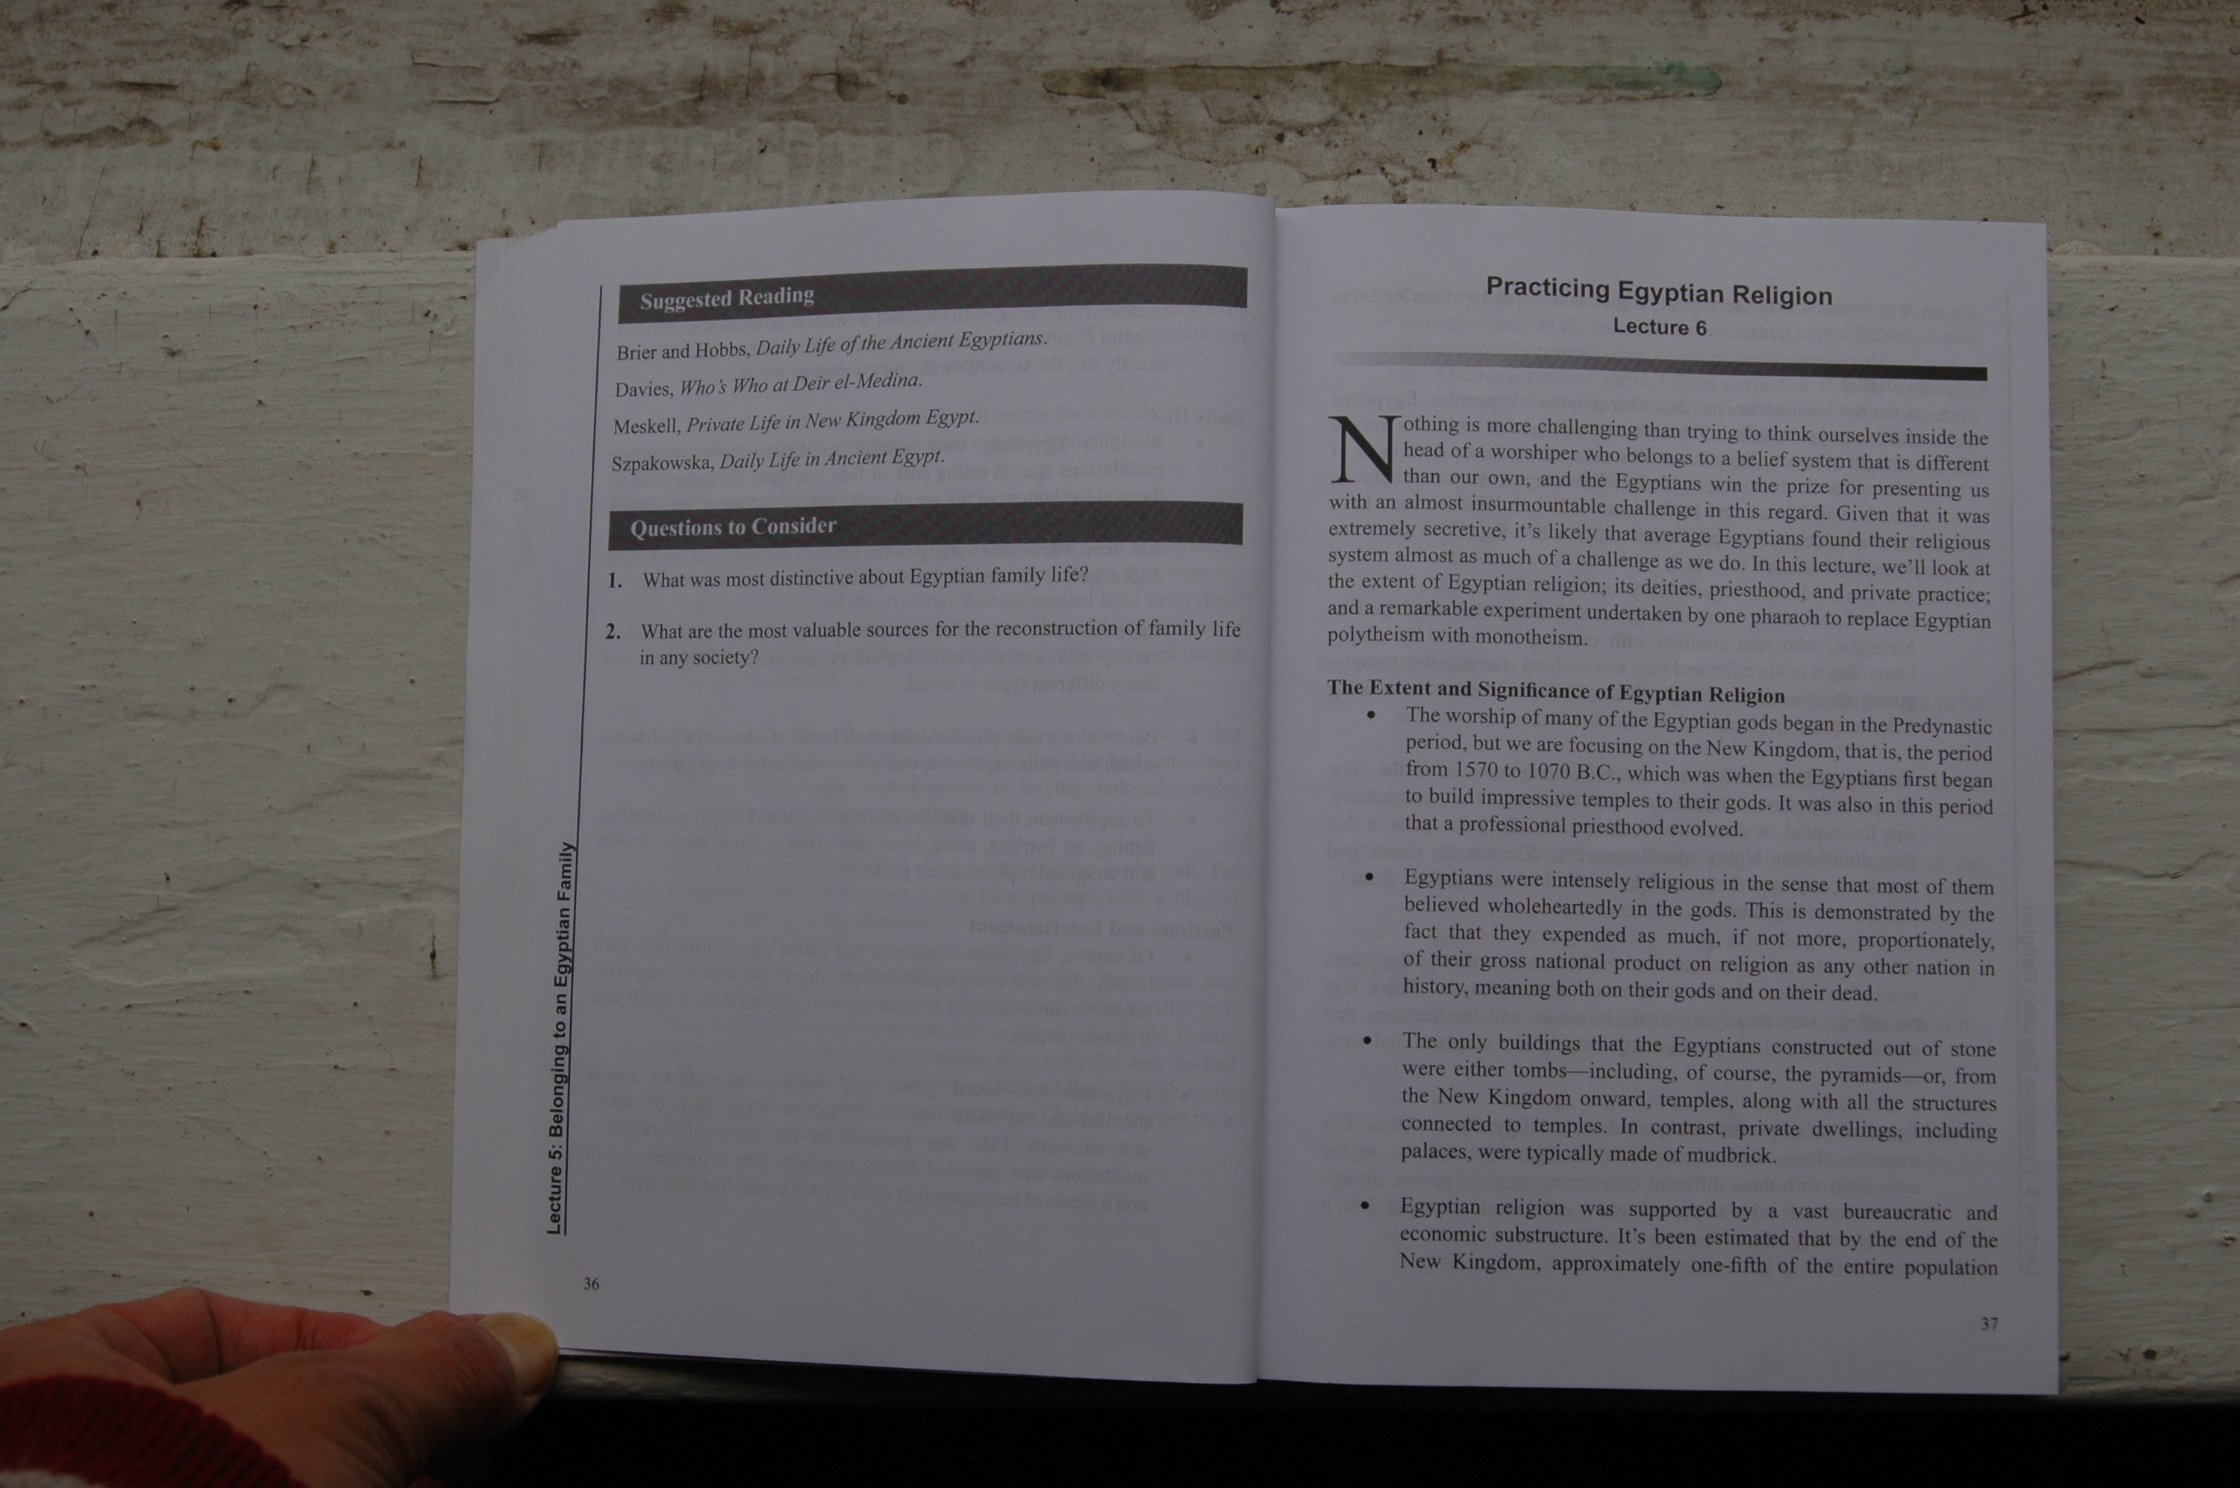 Suggested Reading
Brier and Hobbs, Daily Life of the Ancient Egyptians.
Davies, Who's Who at Deir el-Medina.
Meskell, Private Life in New Kingdom Egypt.
Szpakowska, Daily Life in Ancient Egypt.
Questions to Consider
1. What was most distinctive about Egyptian family life?
2. What are the most valuable sources for the reconstruction of family life
in any society?
Lecture 5: Belonging to an Egyptian Family
36
Practicing Egyptian Religion
Lecture 6
Nothing is more challenging than trying to think ourselves inside the
head of a worshiper who belongs to a belief system that is different
than our own, and the Egyptians win the prize for presenting us
with an almost insurmountable challenge in this regard. Given that it was
extremely secretive, it's likely that average Egyptians found their religious
system almost as much of a challenge as we do. In this lecture, we'll look at
the extent of Egyptian religion; its deities, priesthood, and private practice;
and a remarkable experiment undertaken by one pharaoh to replace Egyptian
polytheism with monotheism.
The Extent and Significance of Egyptian Religion
• The worship of many of the Egyptian gods began in the Predynastic
period, but we are focusing on the New Kingdom, that is, the period
from 1570 to 1070 B.C., which was when the Egyptians first began
to build impressive temples to their gods. It was also in this period
that a professional priesthood evolved.
• Egyptians were intensely religious in the sense that most of them
believed wholeheartedly in the gods. This is demonstrated by the
fact that they expended as much, if not more, proportionately,
of their gross national product on religion as any other nation in
history, meaning both on their gods and on their dead.
• The only buildings that the Egyptians constructed out of stone
were either tombs—including, of course, the pyramids—or, from
the New Kingdom onward, temples, along with all the structures
connected to temples. In contrast, private dwellings, including
palaces, were typically made of mudbrick.
• Egyptian religion was supported by a vast bureaucratic and
economic substructure. It's been estimated that by the end of the
New Kingdom, approximately one-fifth of the entire population
37